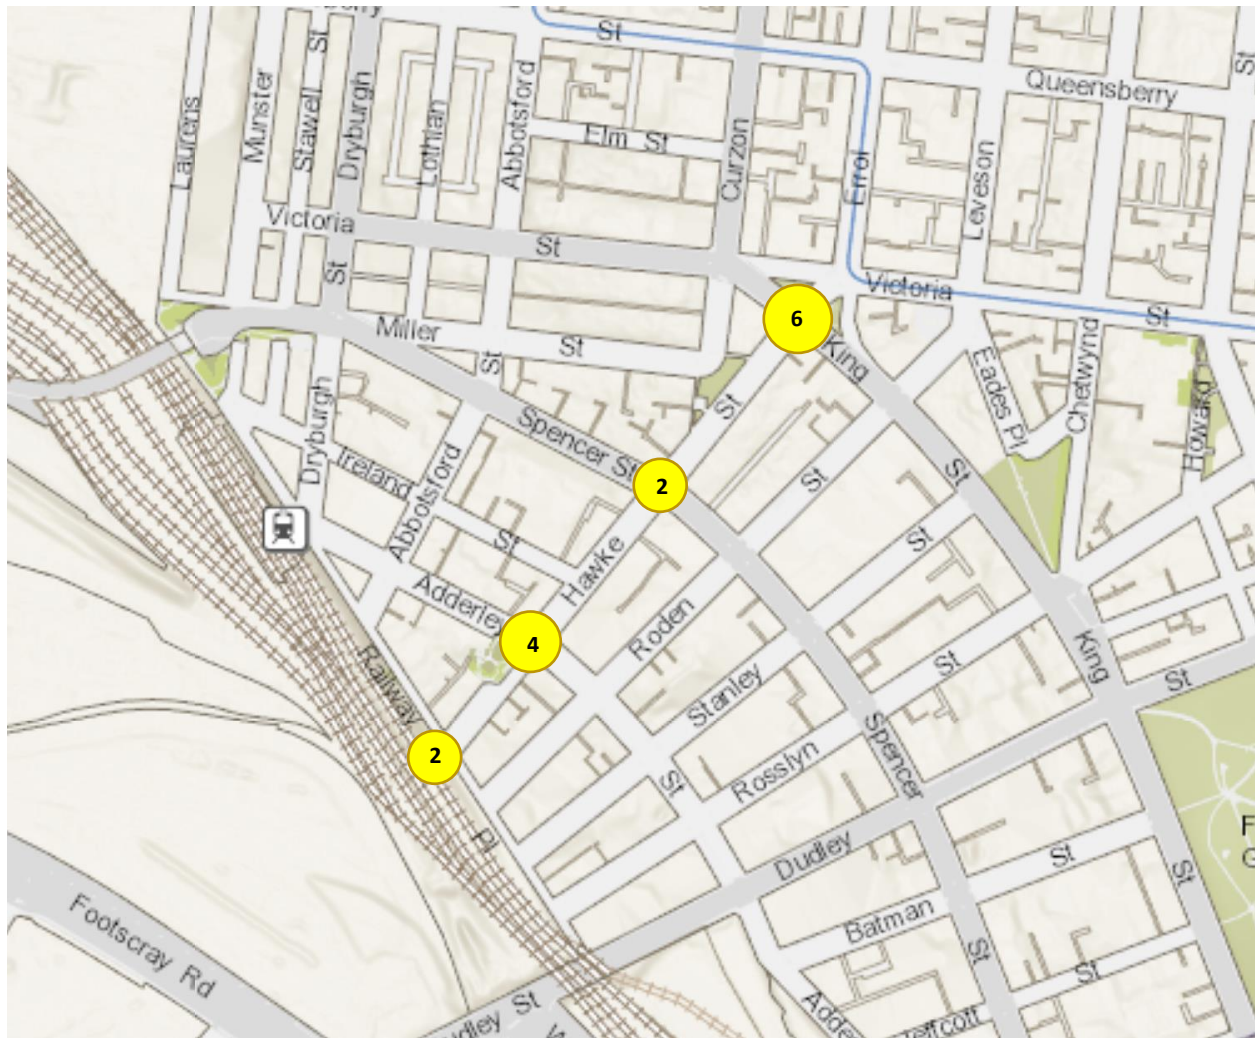 St
Queensberry
St
Laurens
Munster
Stawell
St
Dryburgh
Lothian
Abbotsford
Elm St
Curzon
Errol
Leveson
Victoria
St
St
Victoria
St
Miller
St
St
6
King
St
Eades Pl
Chetwynd
Howard
Spencer St
2
St
St
St
Dryburgh
Ireland
St
Abbotsford
Adderley
4
Hawke
Roden
Stanley
Rosslyn
St
St
King
St
Railway
Pl
2
Spencer
St
Dudley
St
St
Batman
St
St
Footscray Rd